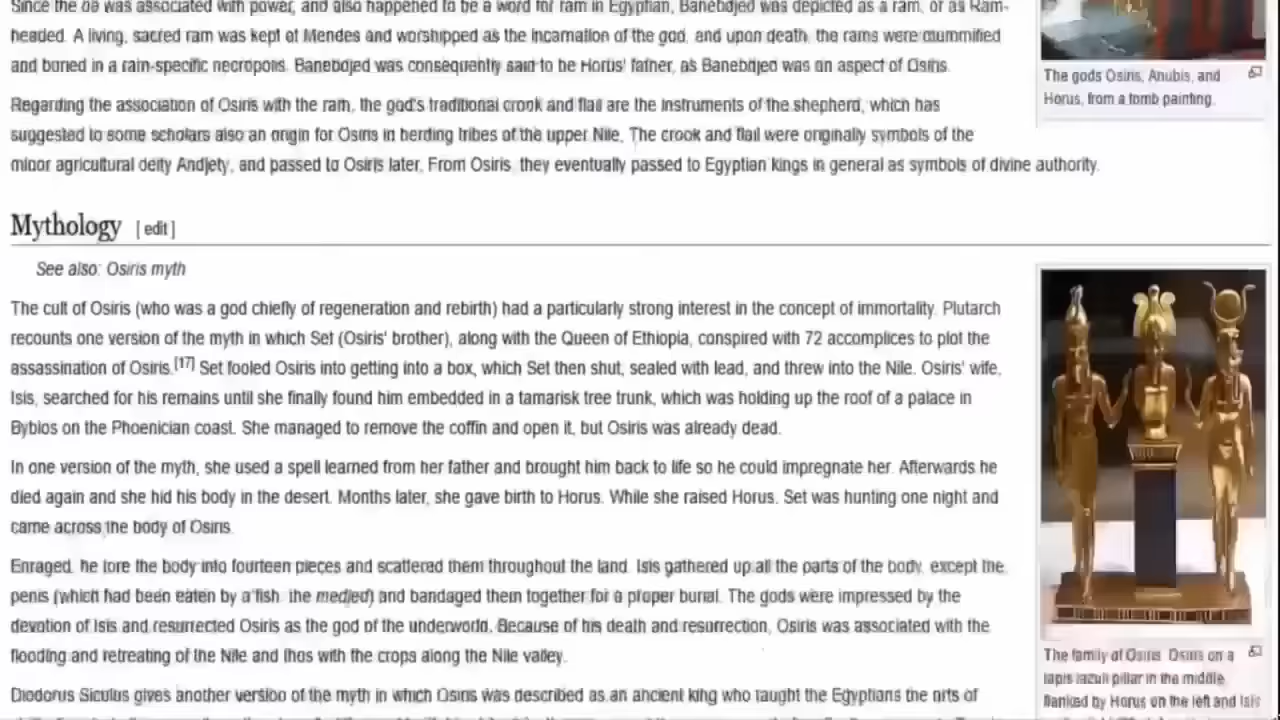 Since the ba was associated with power, and also happened to be a word for ram in Egyptian, Banebdjed was depicted as a ram, or as Ram-
headed. A living, sacred ram was kept at Mendes and worshipped as the incarnation of the god, and upon death, the rams were mummified
and buried in a ram-specific necropolis. Banebdjed was consequently said to be Horus' father, as Banebdjed was an aspect of Osiris.
The gods Osiris, Anubis, and
Horus, from a tomb painting.
Regarding the association of Osiris with the ram, the god's traditional crook and flail are the instruments of the shepherd, which has
suggested to some scholars also an origin for Osiris in herding tribes of the upper Nile. The crook and flail were originally symbols of the
minor agricultural deity Andjety, and passed to Osiris later. From Osiris, they eventually passed to Egyptian kings in general as symbols of divine authority.
Mythology [ edit ]
See also: Osiris myth
The cult of Osiris (who was a god chiefly of regeneration and rebirth) had a particularly strong interest in the concept of immortality. Plutarch
recounts one version of the myth in which Set (Osiris' brother), along with the Queen of Ethiopia, conspired with 72 accomplices to plot the
assassination of Osiris.[17] Set fooled Osiris into getting into a box, which Set then shut, sealed with lead, and threw into the Nile. Osiris' wife,
Isis, searched for his remains until she finally found him embedded in a tamarisk tree trunk, which was holding up the roof of a palace in
Byblos on the Phoenician coast. She managed to remove the coffin and open it, but Osiris was already dead.
In one version of the myth, she used a spell learned from her father and brought him back to life so he could impregnate her. Afterwards he
died again and she hid his body in the desert. Months later, she gave birth to Horus. While she raised Horus, Set was hunting one night and
came across the body of Osiris.
Enraged, he tore the body into fourteen pieces and scattered them throughout the land. Isis gathered up all the parts of the body, except the
penis (which had been eaten by a fish, the medjed) and bandaged them together for a proper burial. The gods were impressed by the
devotion of Isis and resurrected Osiris as the god of the underworld. Because of his death and resurrection, Osiris was associated with the
flooding and retreating of the Nile and thus with the crops along the Nile valley.
The family of Osiris. Osiris on a
lapis lazuli pillar in the middle,
flanked by Horus on the left and Isis
Diodorus Siculus gives another version of the myth in which Osiris was described as an ancient king who taught the Egyptians the arts of